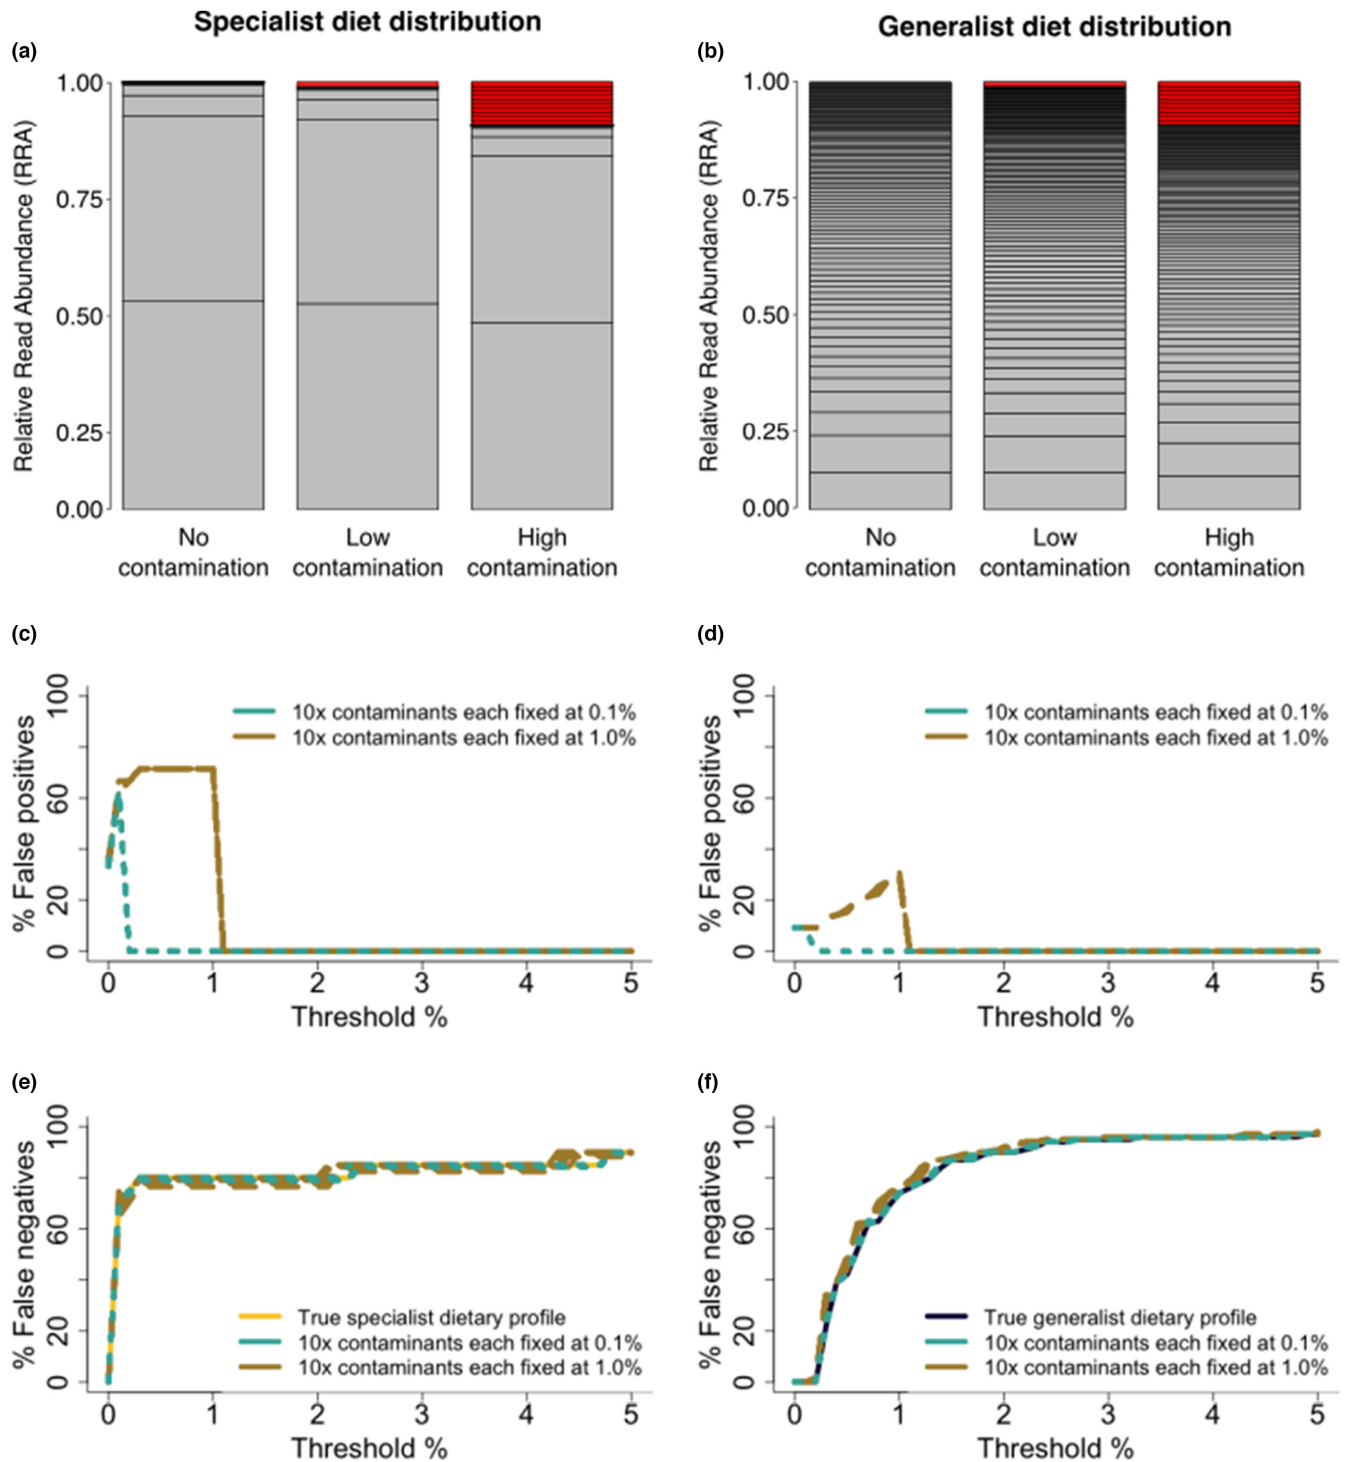 Specialist diet distribution
Generalist diet distribution
(a)
1.00
0.75
0.50
0.25
0.00
Relative Read Abundance (RRA)
No contamination
Low contamination
High contamination
(b)
1.00
0.75
0.50
0.25
0.00
Relative Read Abundance (RRA)
No contamination
Low contamination
High contamination
(c)
100
60
20
0
% False positives
10x contaminants each fixed at 0.1%
10x contaminants each fixed at 1.0%
0 1 2 3 4 5
Threshold %
(d)
100
60
20
0
% False positives
10x contaminants each fixed at 0.1%
10x contaminants each fixed at 1.0%
0 1 2 3 4 5
Threshold %
(e)
100
60
20
0
% False negatives
True specialist dietary profile
10x contaminants each fixed at 0.1%
10x contaminants each fixed at 1.0%
0 1 2 3 4 5
Threshold %
(f)
100
60
20
0
% False negatives
True generalist dietary profile
10x contaminants each fixed at 0.1%
10x contaminants each fixed at 1.0%
0 1 2 3 4 5
Threshold %